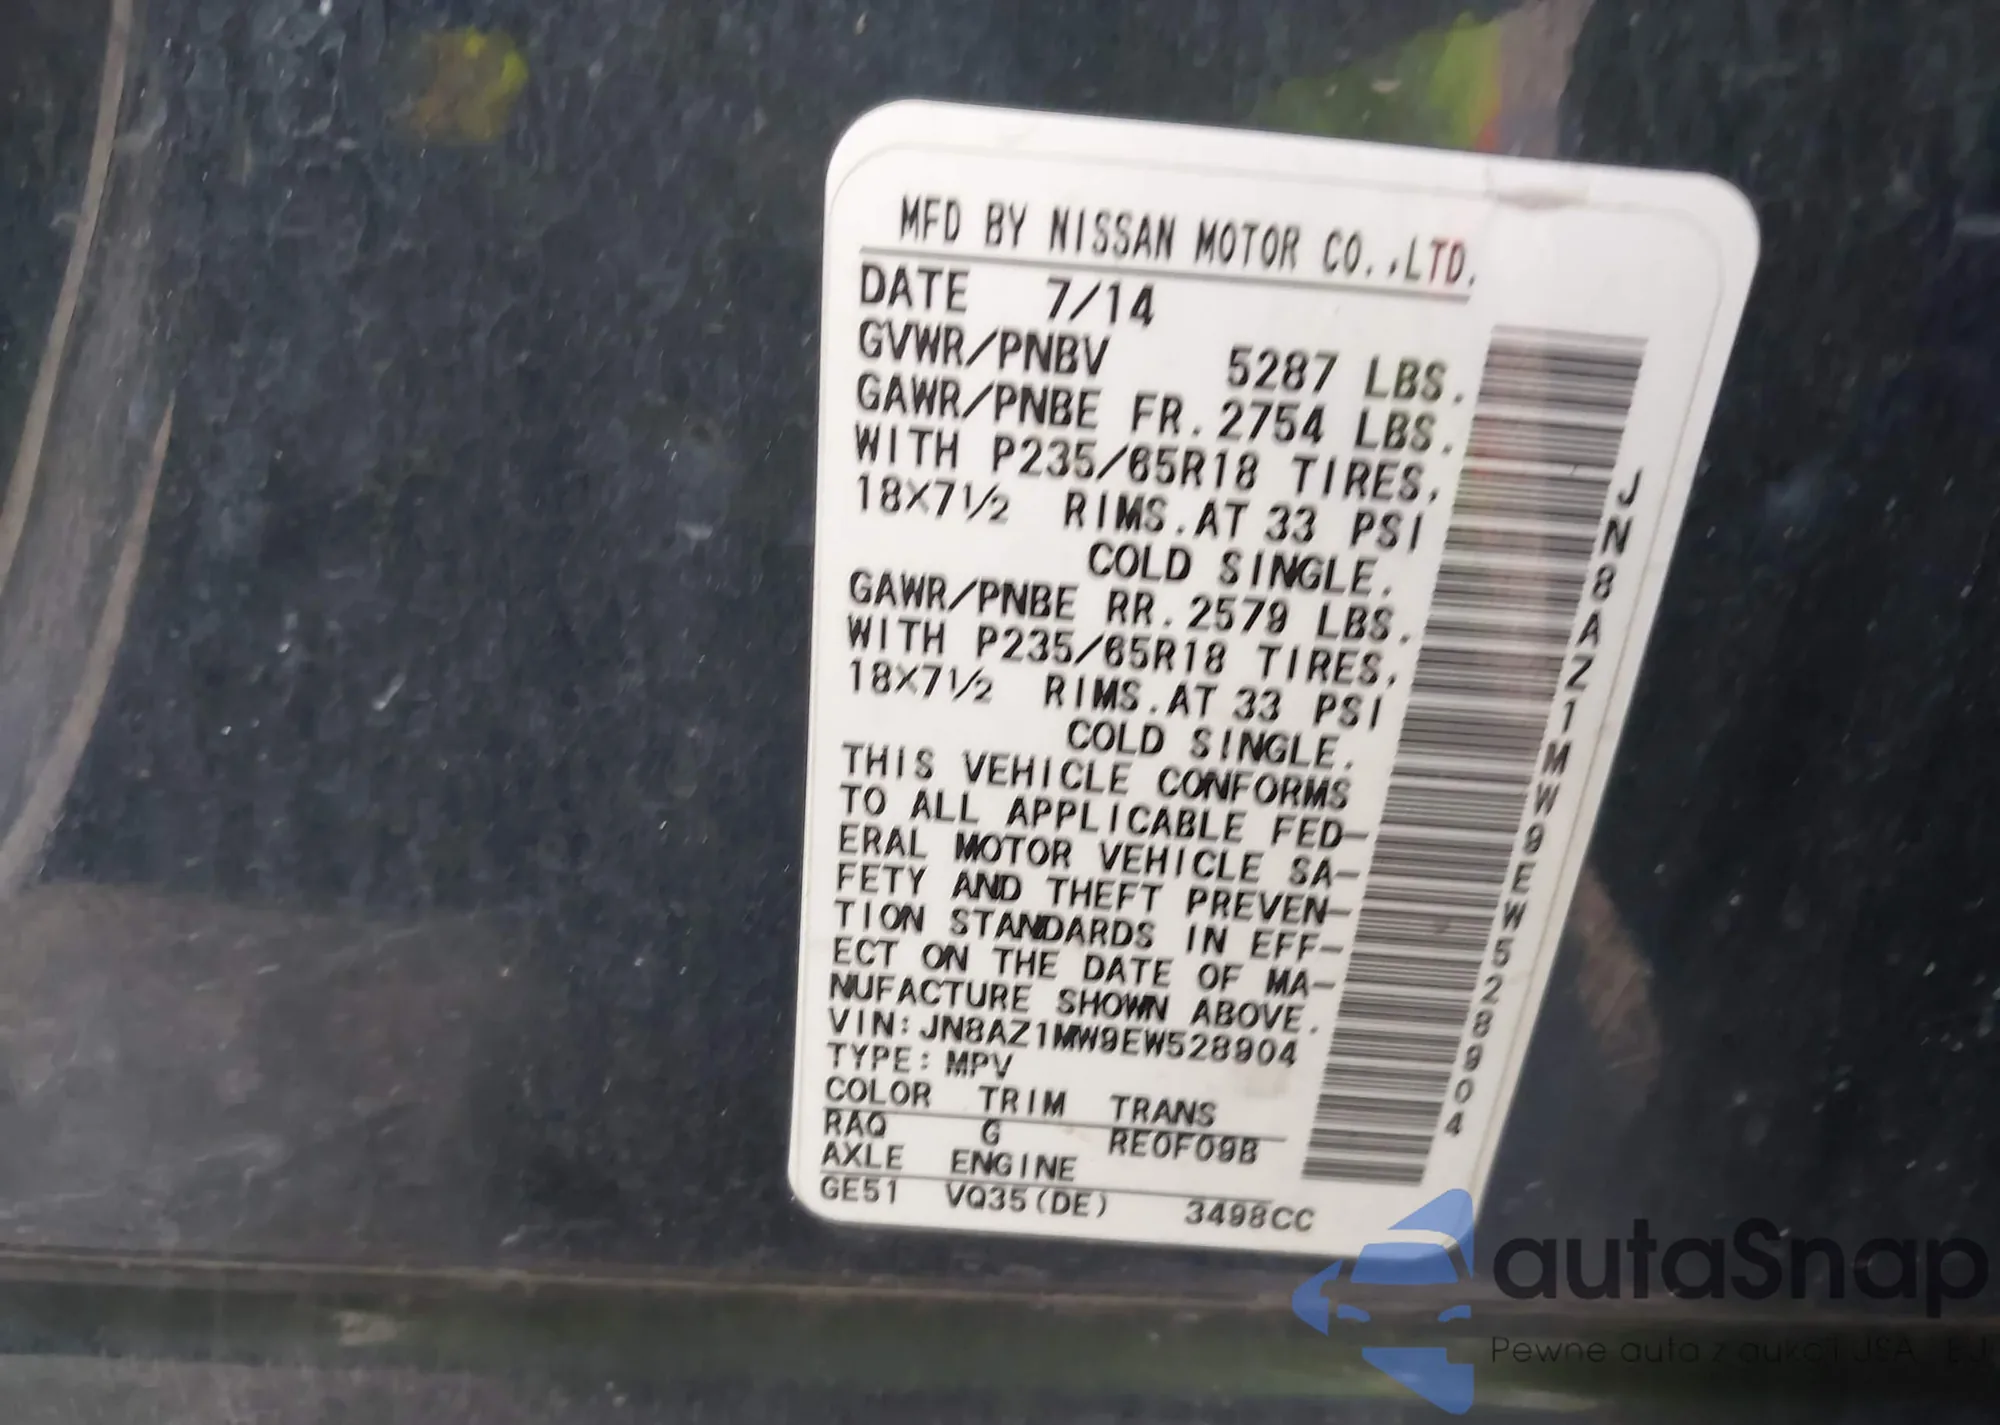 MFD BY NISSAN MOTOR CO.,LTD.
DATE 7/14
GVWR/PNBV 5287 LBS.
GAWR/PNBE FR. 2754 LBS.
WITH P235/65R18 TIRES,
18X7½ RIMS.AT 33 PSI
COLD SINGLE.
GAWR/PNBE RR. 2579 LBS.
WITH P235/65R18 TIRES,
18X7½ RIMS.AT 33 PSI
COLD SINGLE.
THIS VEHICLE CONFORMS
TO ALL APPLICABLE FED-
ERAL MOTOR VEHICLE SA-
FETY AND THEFT PREVEN-
TION STANDARDS IN EFF-
ECT ON THE DATE OF MA-
NUFACTURE SHOWN ABOVE.
VIN: JN8AZ1MW9EW528904
TYPE: MPV
COLOR TRIM TRANS
RAQ G RE0F09B
AXLE ENGINE
GE51 VQ35(DE) 3498CC
JN8AZ1MW9EW528904
autaSnap
Pewne auta z aukcji